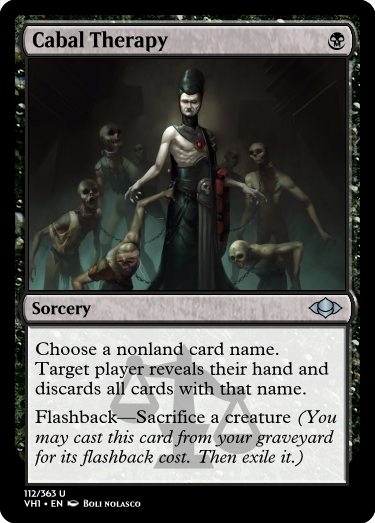 Cabal Therapy
Sorcery
Choose a nonland card name.
Target player reveals their hand and
discards all cards with that name.
Flashback—Sacrifice a creature (You
may cast this card from your graveyard
for its flashback cost. Then exile it.)
112/363 U
VH1 • EN Boli nolasco